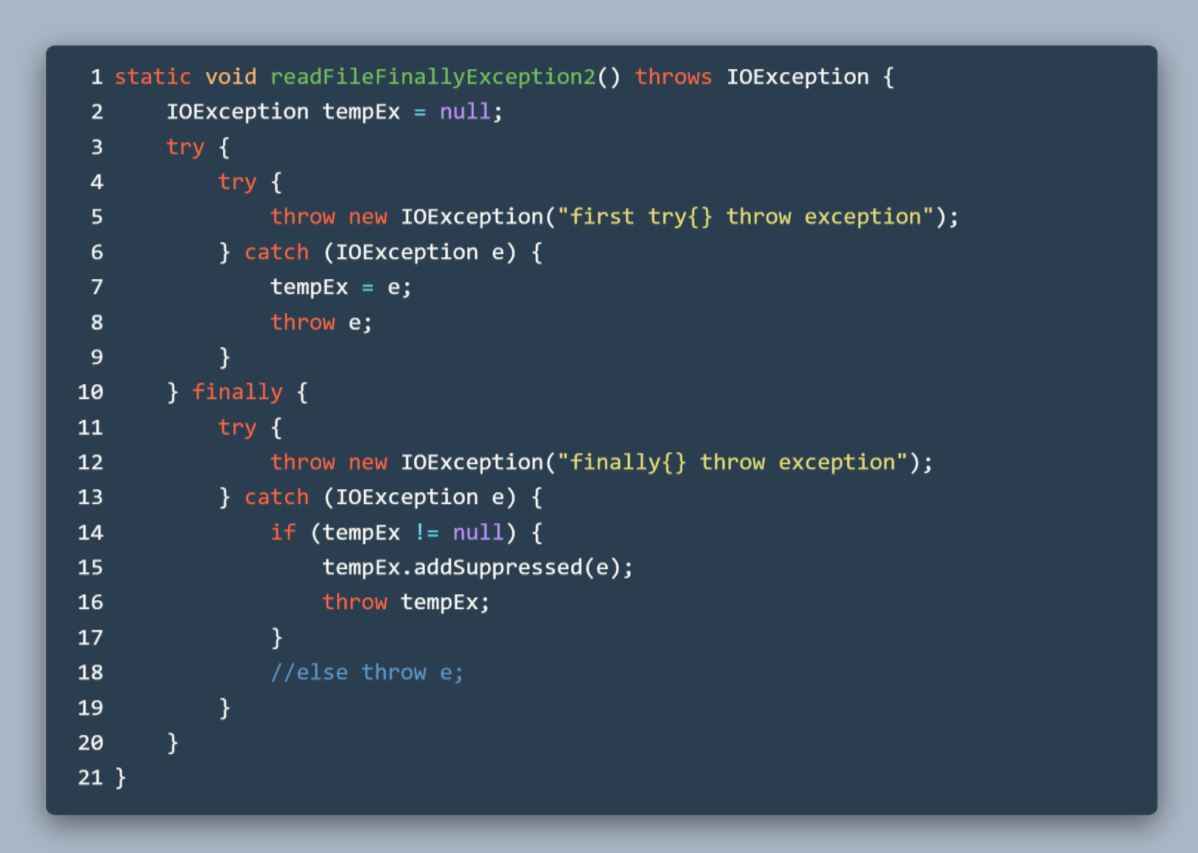 1 static void readFileFinallyException2() throws IOException {
2     IOException tempEx = null;
3     try {
4         try {
5             throw new IOException("first try{} throw exception");
6         } catch (IOException e) {
7             tempEx = e;
8             throw e;
9         }
10     } finally {
11         try {
12             throw new IOException("finally{} throw exception");
13         } catch (IOException e) {
14             if (tempEx != null) {
15                 tempEx.addSuppressed(e);
16                 throw tempEx;
17             }
18             //else throw e;
19         }
20     }
21 }